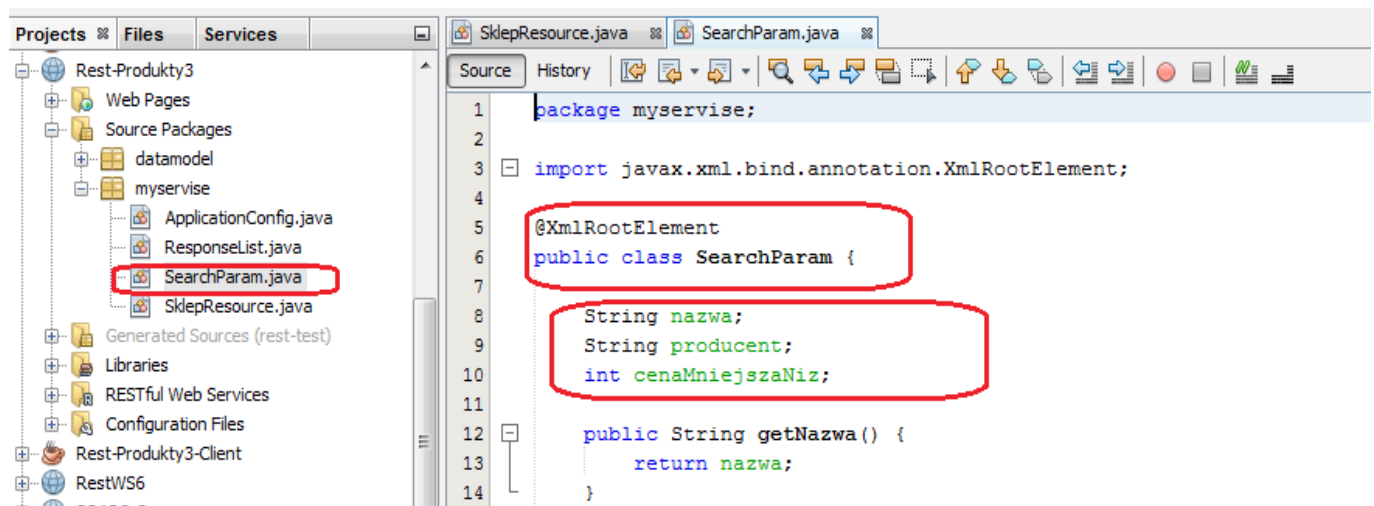 Projects Files Services
Rest-Produkty3
Web Pages
Source Packages
datamodel
myservise
ApplicationConfig.java
ResponseList.java
SearchParam.java
SklepResource.java
Generated Sources (rest-test)
Libraries
RESTful Web Services
Configuration Files
Rest-Produkty3-Client
RestWS6
SklepResource.java SearchParam.java
Source History
1 package myservise;
2
3 import javax.xml.bind.annotation.XmlRootElement;
4
5 @XmlRootElement
6 public class SearchParam {
7
8 String nazwa;
9 String producent;
10 int cenaMniejszaNiz;
11
12 public String getNazwa() {
13 return nazwa;
14 }